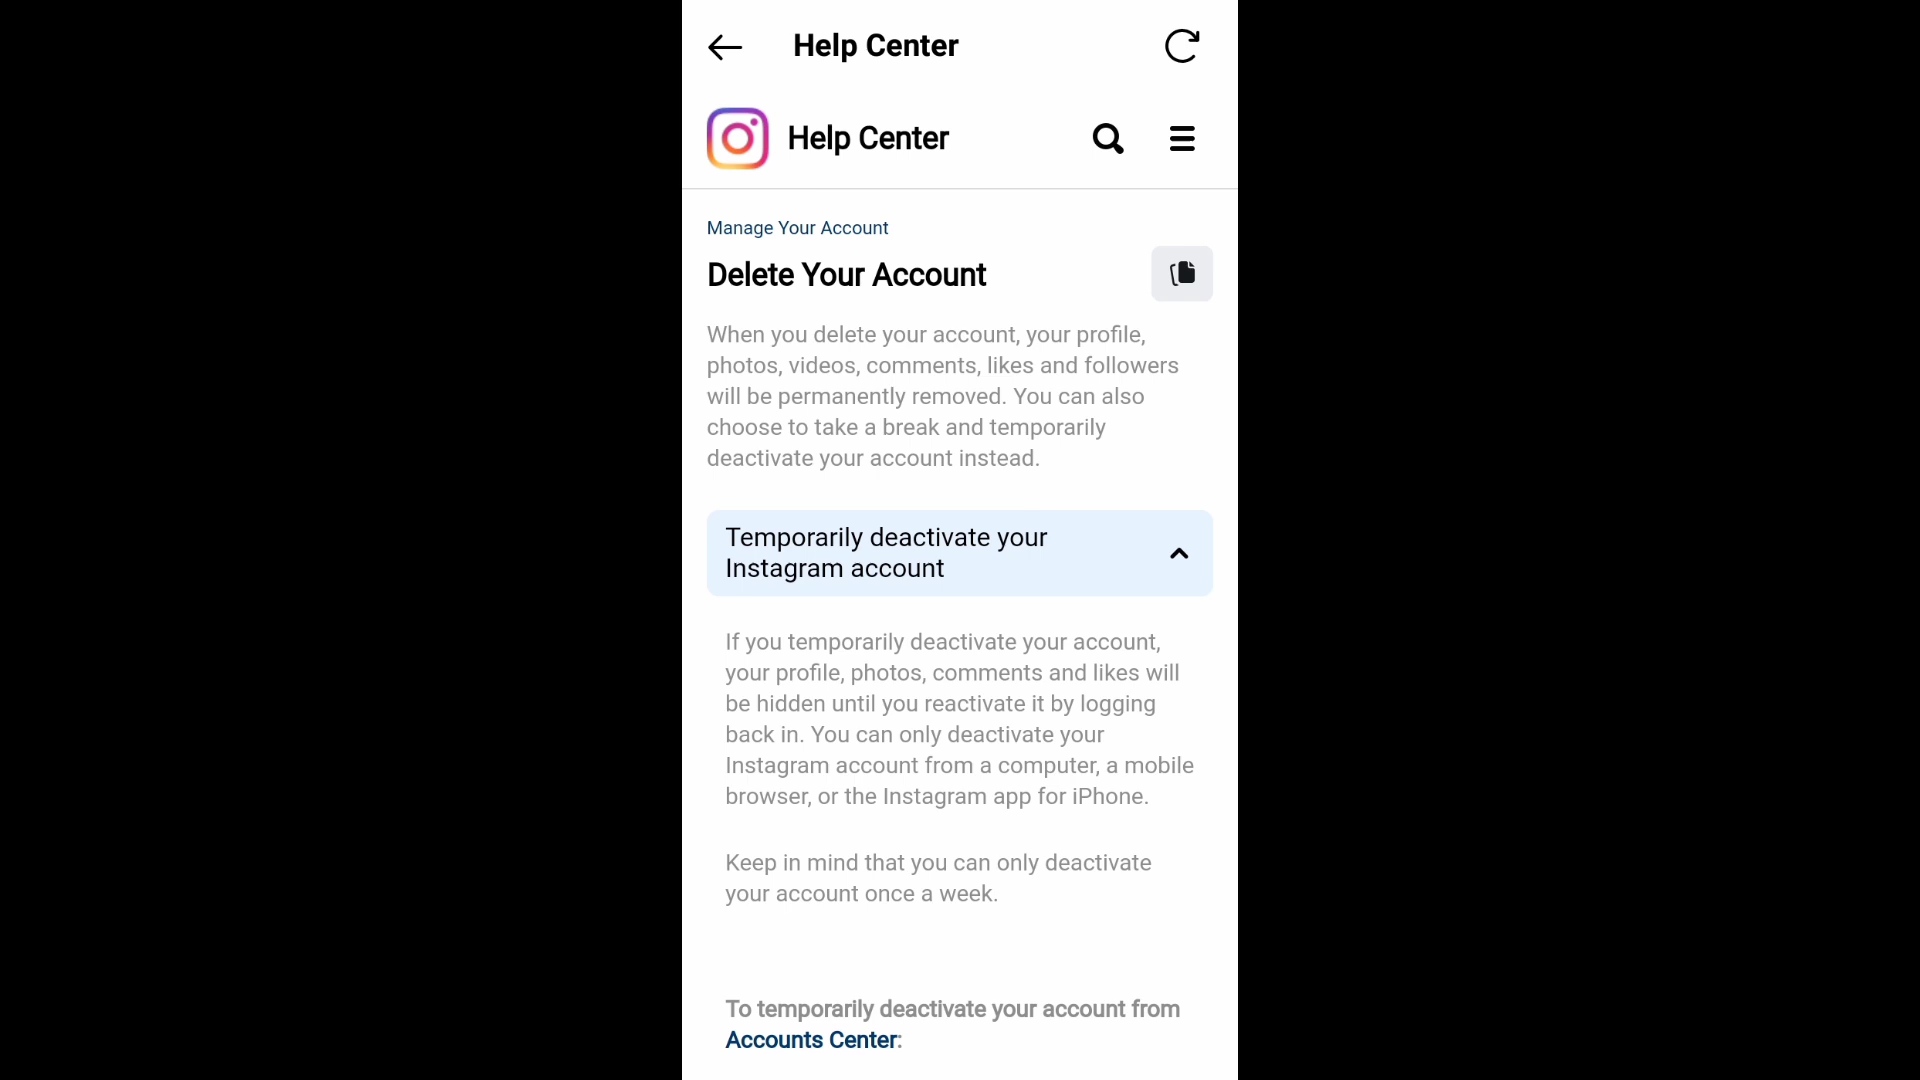 Help Center
Help Center
Manage Your Account
Delete Your Account
When you delete your account, your profile,
photos, videos, comments, likes and followers
will be permanently removed. You can also
choose to take a break and temporarily
deactivate your account instead.
Temporarily deactivate your
Instagram account
If you temporarily deactivate your account,
your profile, photos, comments and likes will
be hidden until you reactivate it by logging
back in. You can only deactivate your
Instagram account from a computer, a mobile
browser, or the Instagram app for iPhone.
Keep in mind that you can only deactivate
your account once a week.
To temporarily deactivate your account from
Accounts Center: